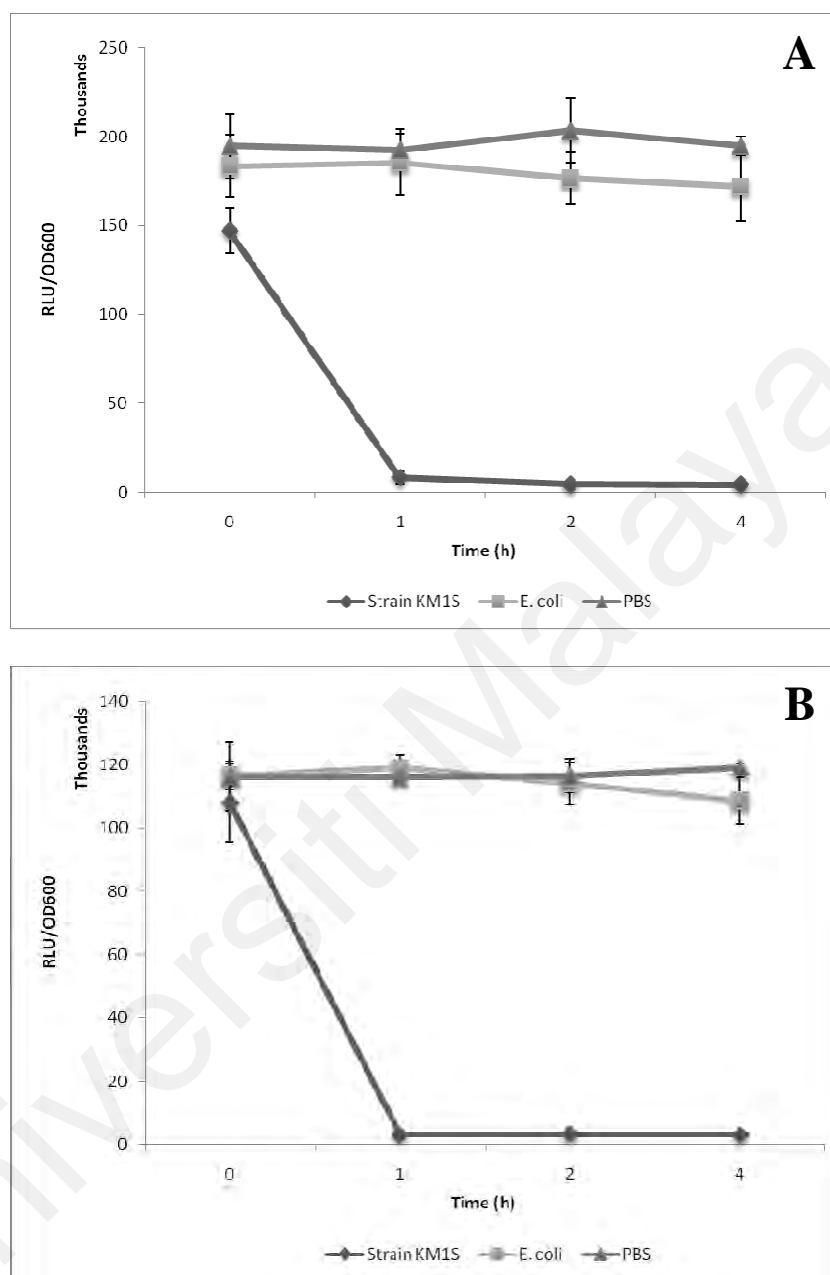 A
250
Thousands
200
150
RLU/OD600
100
50
0
0 1 2 4
Time (h)
Strain KM1S E. coli PBS
B
140
Thousands
120
100
80
RLU/OD600
60
40
20
0
0 1 2 4
Time (h)
Strain KM1S E. coli PBS
Universiti Malaya